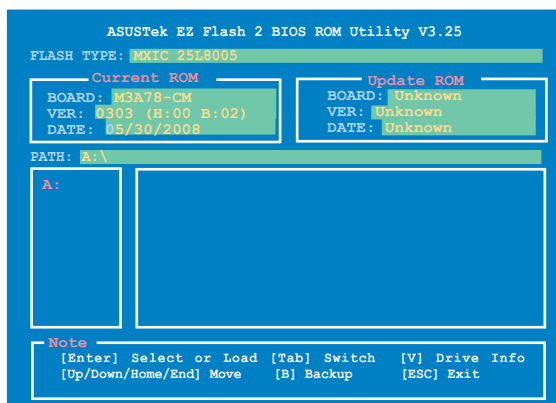 ASUSTek EZ Flash 2 BIOS ROM Utility V3.25
FLASH TYPE: MXIC 25L8005
Current ROM
BOARD: M3A78-CM
VER: 0303 (H:00 B:02)
DATE: 05/30/2008
Update ROM
BOARD: Unknown
VER: Unknown
DATE: Unknown
PATH: A:\
A:
Note
[Enter] Select or Load [Tab] Switch [V] Drive Info
[Up/Down/Home/End] Move [B] Backup [ESC] Exit